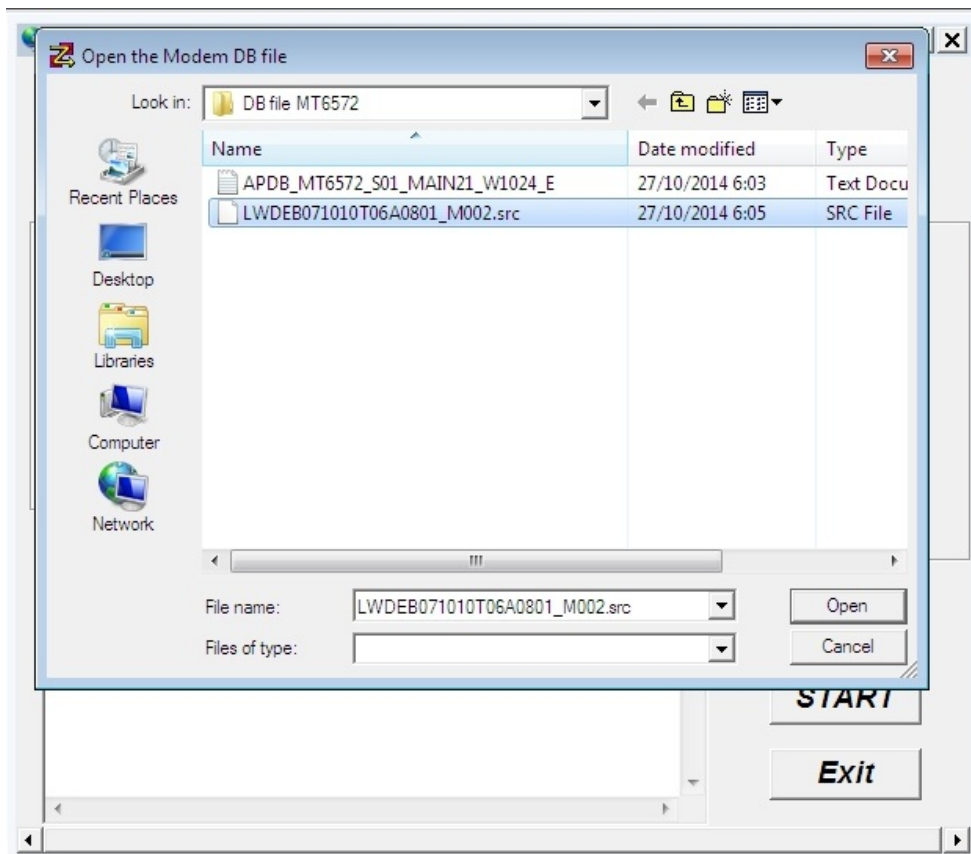 Open the Modem DB file
Look in: DB file MT6572
Name Date modified Type
APDB_MT6572_S01_MAIN21_W1024_E 27/10/2014 6:03 Text Docu
LWDEB071010T06A0801_M002.src 27/10/2014 6:05 SRC File
Recent Places
Desktop
Libraries
Computer
Network
File name: LWDEB071010T06A0801_M002.src Open
Files of type: Cancel
START
Exit